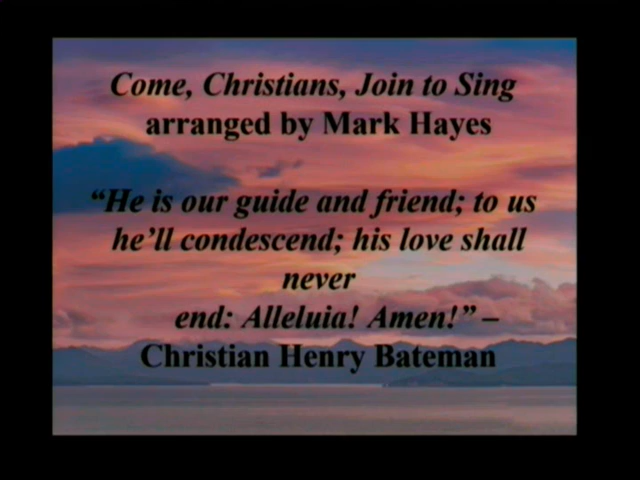 Come, Christians, Join to Sing
arranged by Mark Hayes
“He is our guide and friend; to us
he’ll condescend; his love shall
never
end: Alleluia! Amen!” –
Christian Henry Bateman